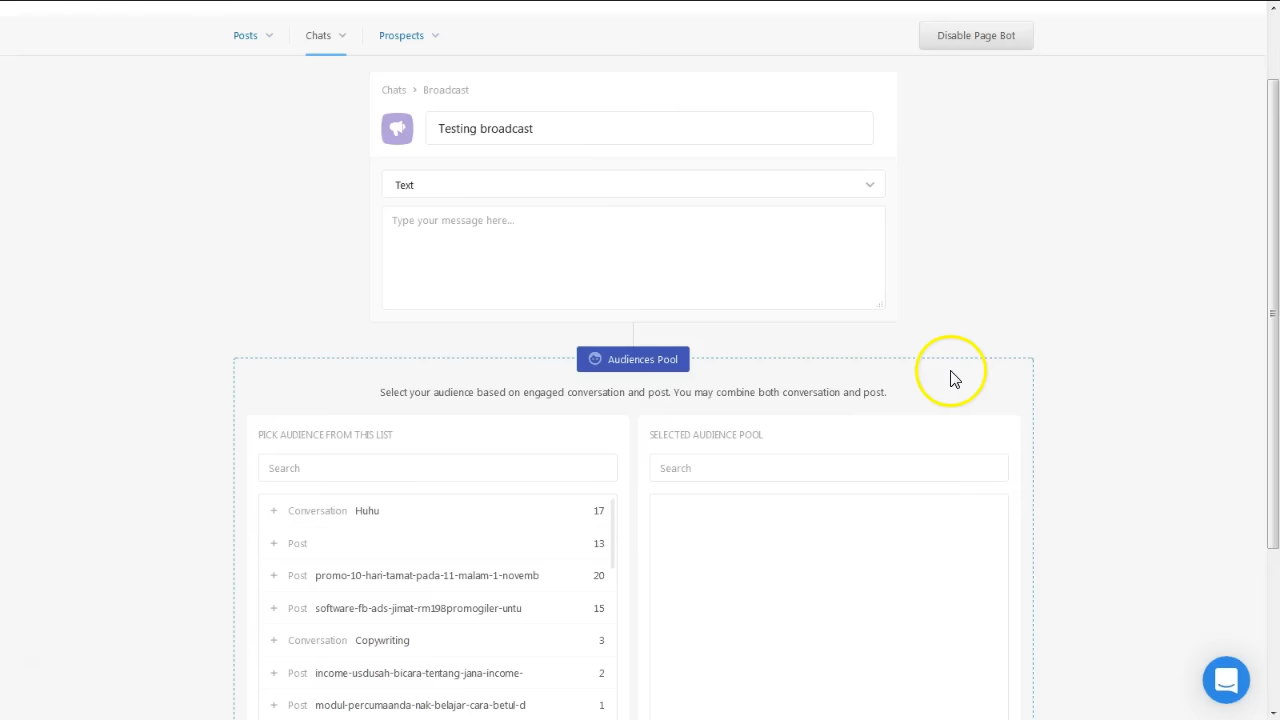 Posts
Chats
Prospects
Disable Page Bot
Chats > Broadcast
Testing broadcast
Text
Type your message here...
Audiences Pool
Select your audience based on engaged conversation and post. You may combine both conversation and post.
PICK AUDIENCE FROM THIS LIST
Search
+ Conversation Huhu 17
+ Post 13
+ Post promo-10-hari-tamat-pada-11-malam-1-novemb 20
+ Post software-fb-ads-jimat-rm198promogiler-untu 15
+ Conversation Copywriting 3
+ Post income-usdusah-bicara-tentang-jana-income- 2
+ Post modul-percumaanda-nak-belajar-cara-betul-d 1
SELECTED AUDIENCE POOL
Search